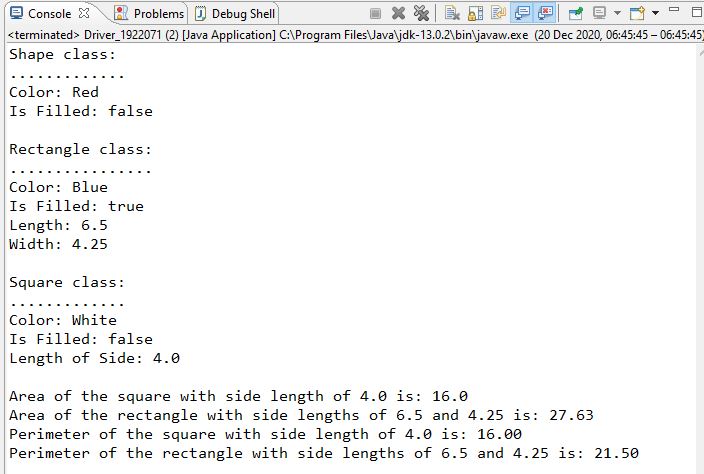 Console Problems Debug Shell
<terminated> Driver_1922071 (2) [Java Application] C:\Program Files\Java\jdk-13.0.2\bin\javaw.exe (20 Dec 2020, 06:45:45 – 06:45:45)
Shape class:
.............
Color: Red
Is Filled: false
Rectangle class:
................
Color: Blue
Is Filled: true
Length: 6.5
Width: 4.25
Square class:
.............
Color: White
Is Filled: false
Length of Side: 4.0
Area of the square with side length of 4.0 is: 16.0
Area of the rectangle with side lengths of 6.5 and 4.25 is: 27.63
Perimeter of the square with side length of 4.0 is: 16.00
Perimeter of the rectangle with side lengths of 6.5 and 4.25 is: 21.50